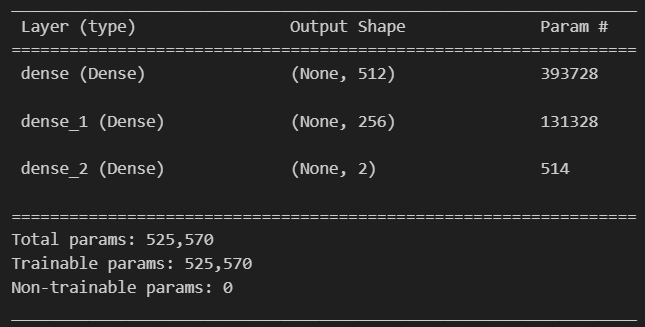 Layer (type) Output Shape Param #
dense (Dense) (None, 512) 393728
dense_1 (Dense) (None, 256) 131328
dense_2 (Dense) (None, 2) 514
Total params: 525,570
Trainable params: 525,570
Non-trainable params: 0